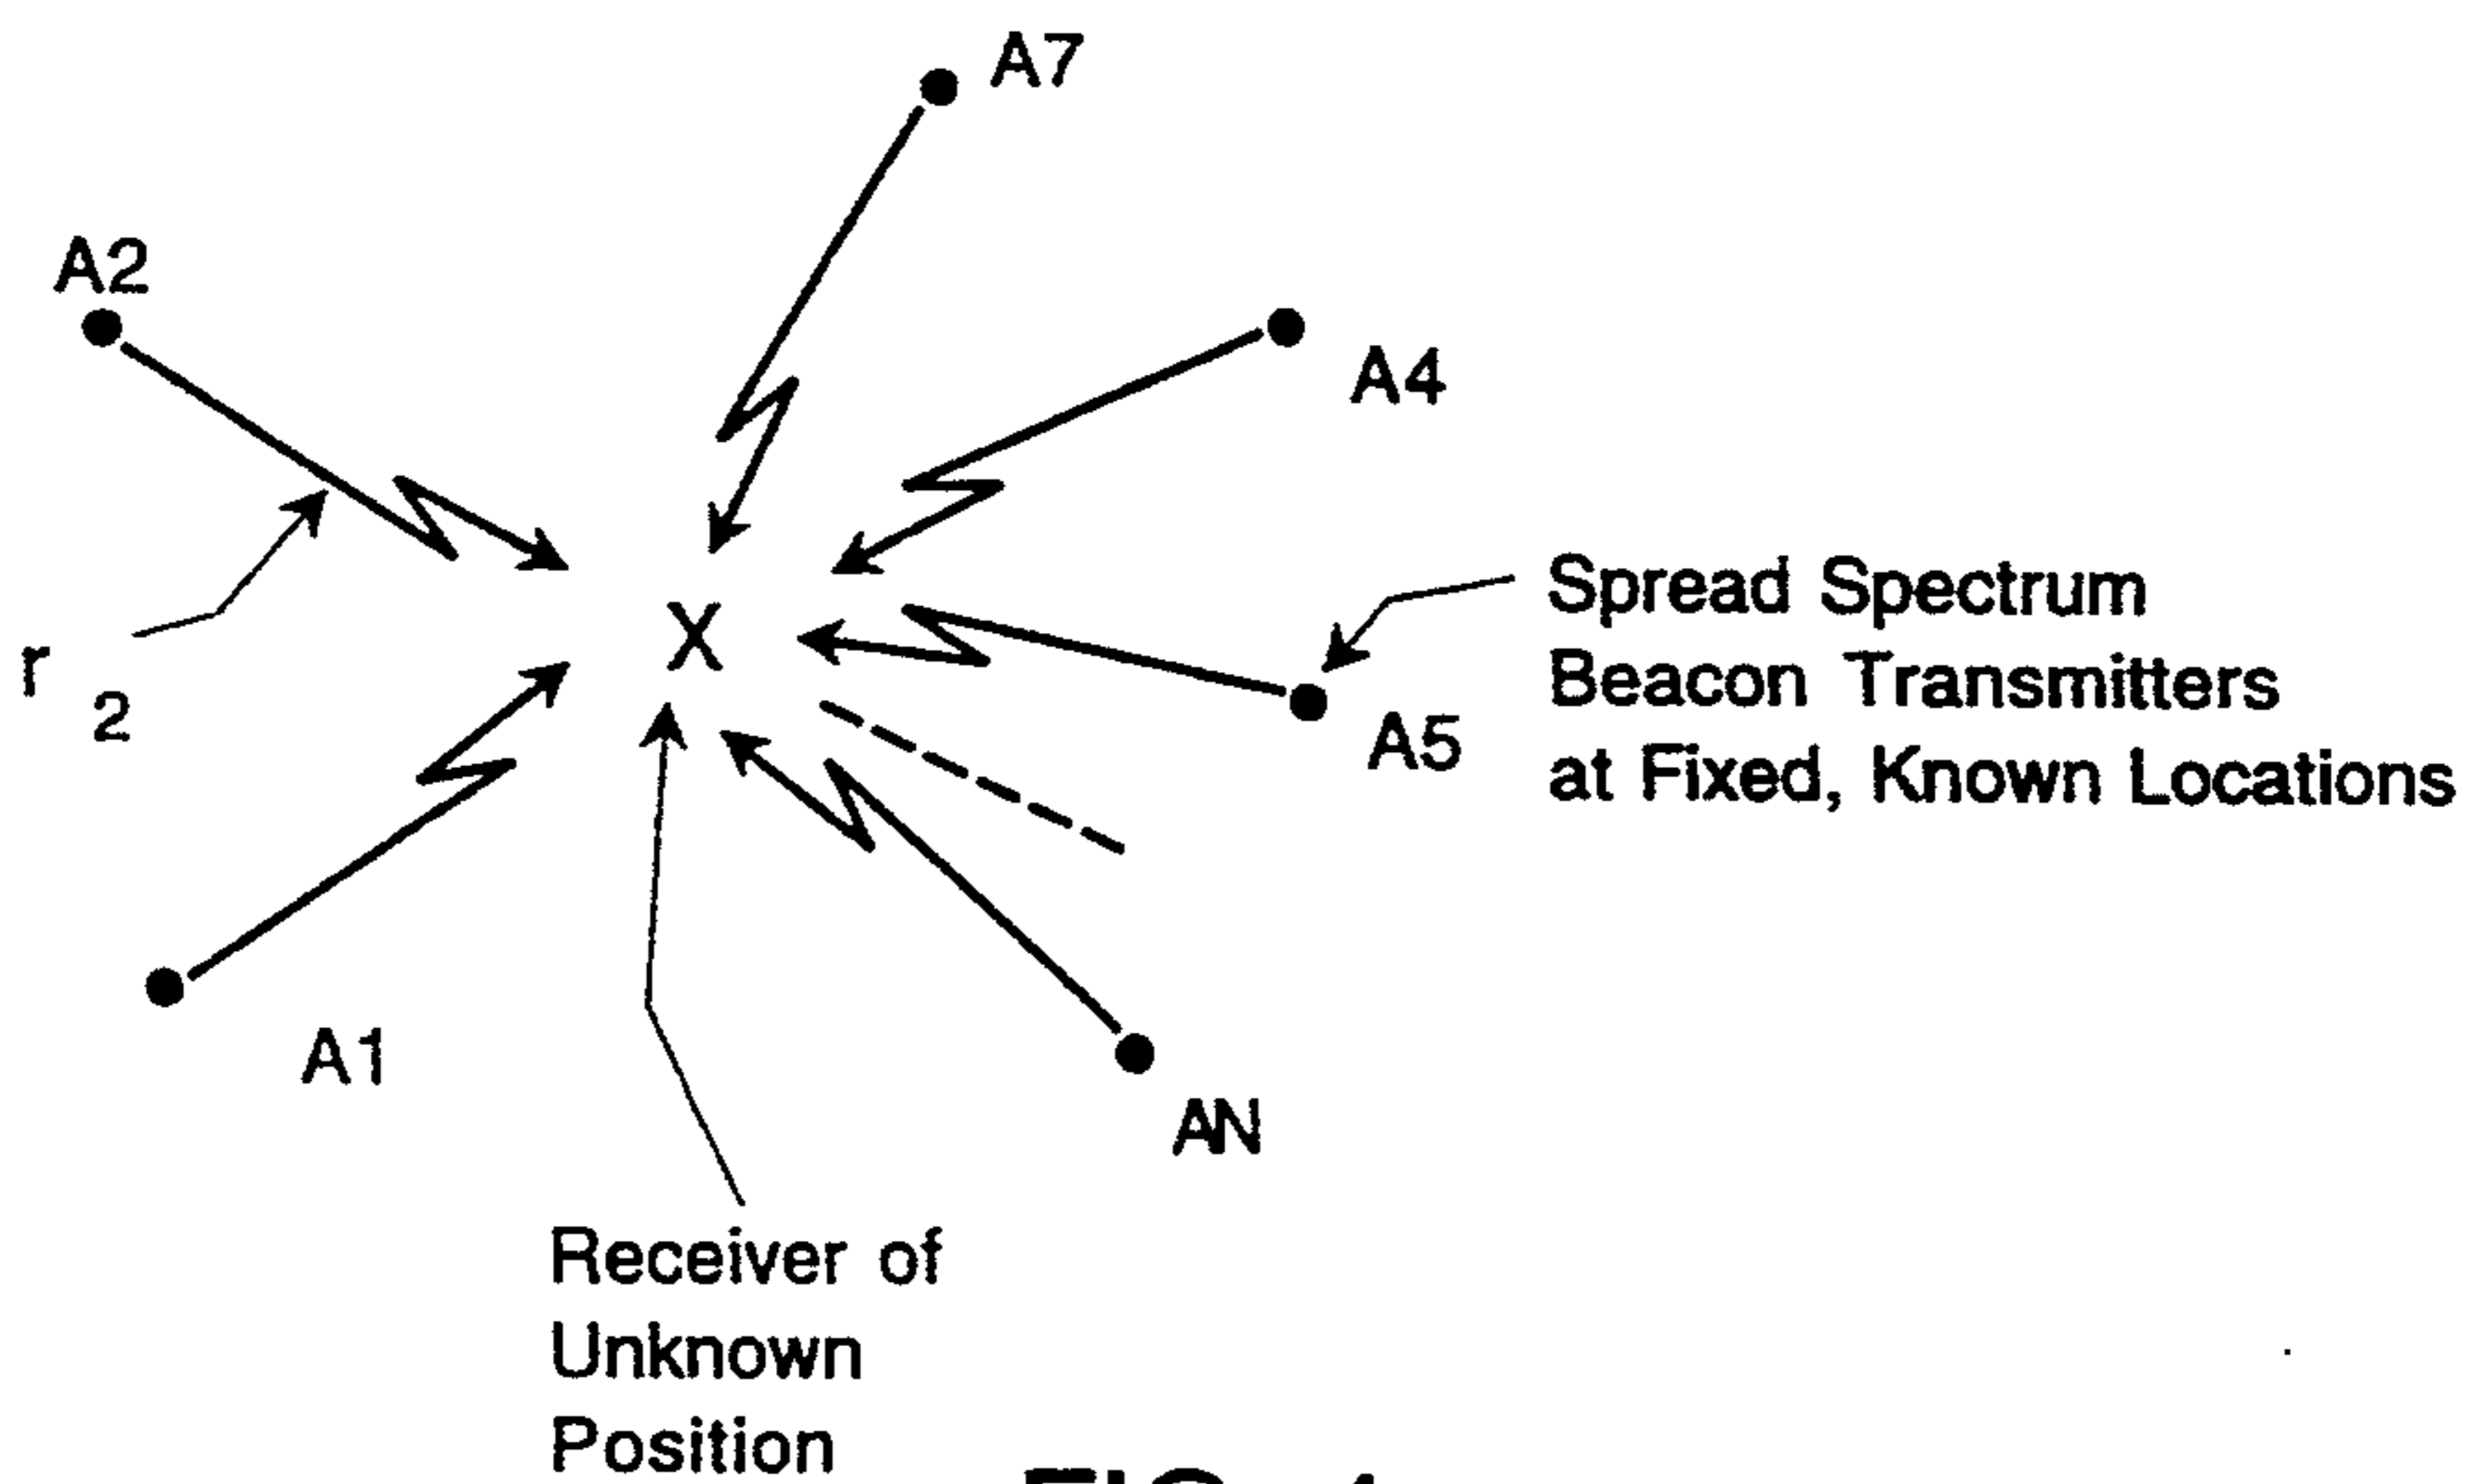 A7
A2
A4
r
2
Spread Spectrum
Beacon Transmitters
at Fixed, Known Locations
X
A5
A1
AN
Receiver of
Unknown
Position